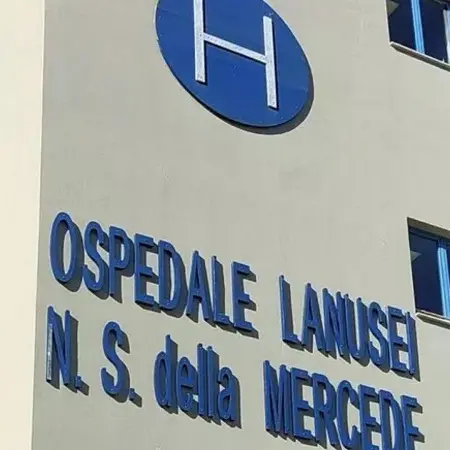 H
OSPEDALE LANUSEI
N. S. della MERCEDE